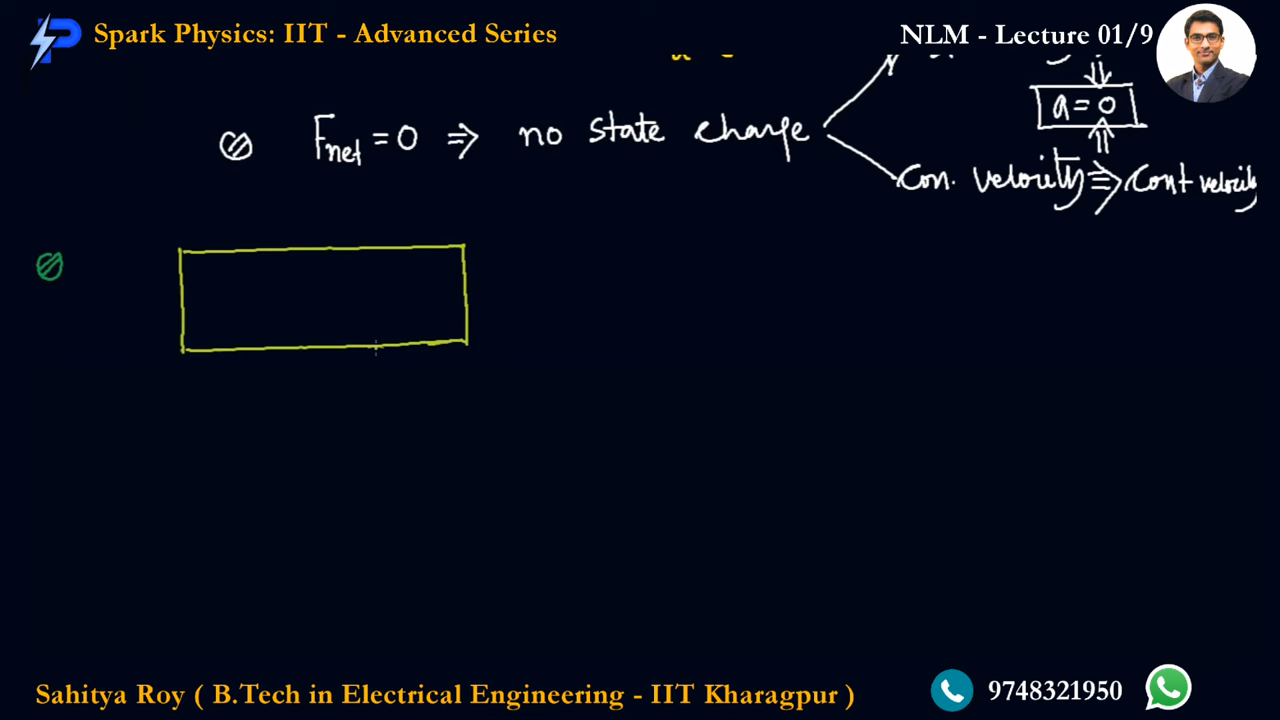 Spark Physics: IIT - Advanced Series
NLM - Lecture 01/9
a = 0
Fnet = 0 ⇒ no state change
Con. velocity ≡> Cont velocity
Sahitya Roy ( B.Tech in Electrical Engineering - IIT Kharagpur )
9748321950